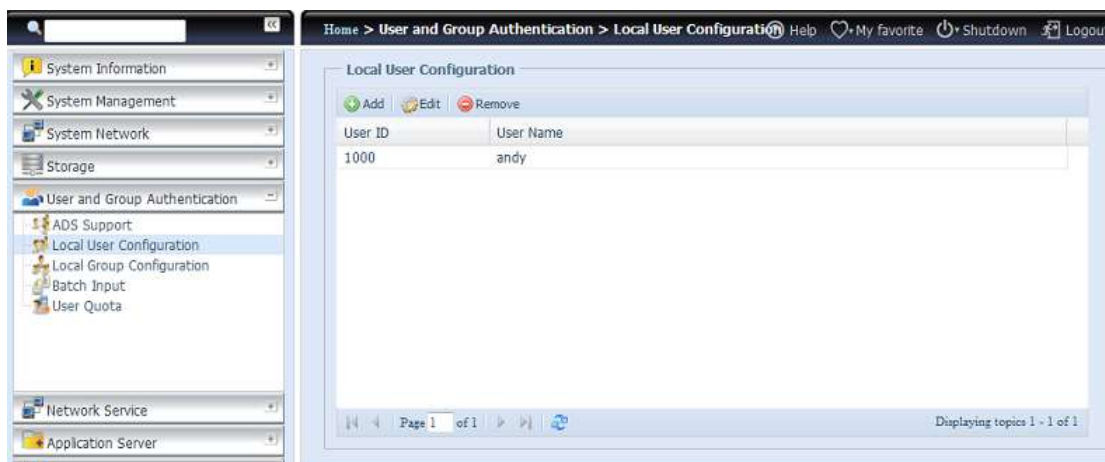 Home > User and Group Authentication > Local User Configuration
Help
My favorite
Shutdown
Logou
System Information
System Management
System Network
Storage
User and Group Authentication
ADS Support
Local User Configuration
Local Group Configuration
Batch Input
User Quota
Network Service
Application Server
Local User Configuration
Add Edit Remove
User ID User Name
1000 andy
Page 1 of 1
Displaying topics 1 - 1 of 1